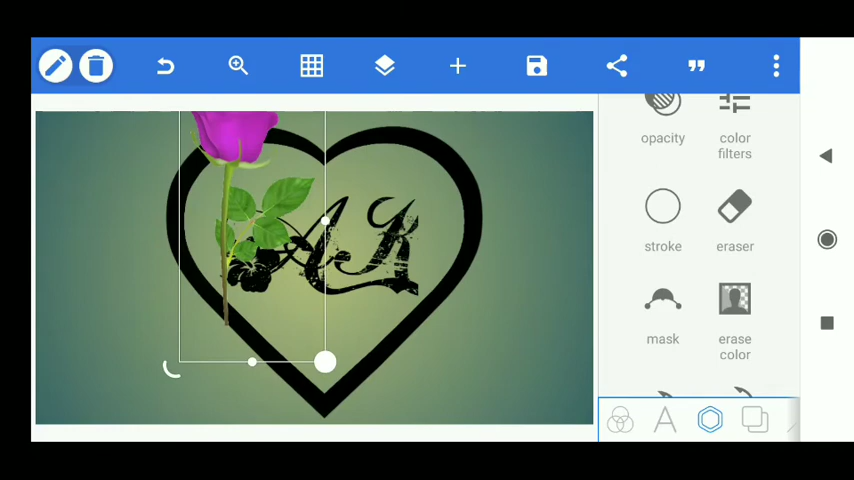 opacity
color
filters
stroke
eraser
mask
erase
color
AK